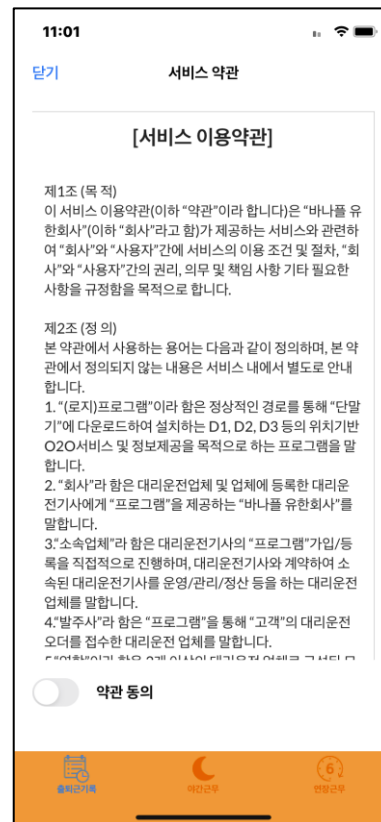 11:01
닫기
서비스 약관
[서비스 이용약관]
제1조 (목 적)
이 서비스 이용약관(이하 “약관”이라 합니다)은 “바나플 유
한회사”(이하 “회사”라고 함)가 제공하는 서비스와 관련하
여 “회사”와 “사용자”간에 서비스의 이용 조건 및 절차, “회
사”와 “사용자”간의 권리, 의무 및 책임 사항 기타 필요한
사항을 규정함을 목적으로 합니다.
제2조 (정 의)
본 약관에서 사용하는 용어는 다음과 같이 정의하며, 본 약
관에서 정의되지 않는 내용은 서비스 내에서 별도로 안내
합니다.
1. “(로지)프로그램”이라 함은 정상적인 경로를 통해 “단말
기”에 다운로드하여 설치하는 D1, D2, D3 등의 위치기반
O2O서비스 및 정보제공을 목적으로 하는 프로그램을 말
합니다.
2. “회사”라 함은 대리운전업체 및 업체에 등록한 대리운
전기사에게 “프로그램”을 제공하는 “바나플 유한회사”를
말합니다.
3.“소속업체”라 함은 대리운전기사의 “프로그램”가입/등
록을 직접적으로 진행하며, 대리운전기사와 계약하여 소
속된 대리운전기사를 운영/관리/정산 등을 하는 대리운전
업체를 말합니다.
4.“발주사”라 함은 “프로그램”을 통해 “고객”의 대리운전
오더를 접수한 대리운전 업체를 말합니다.
약관 동의
출퇴근기록
야간근무
6
연장근무